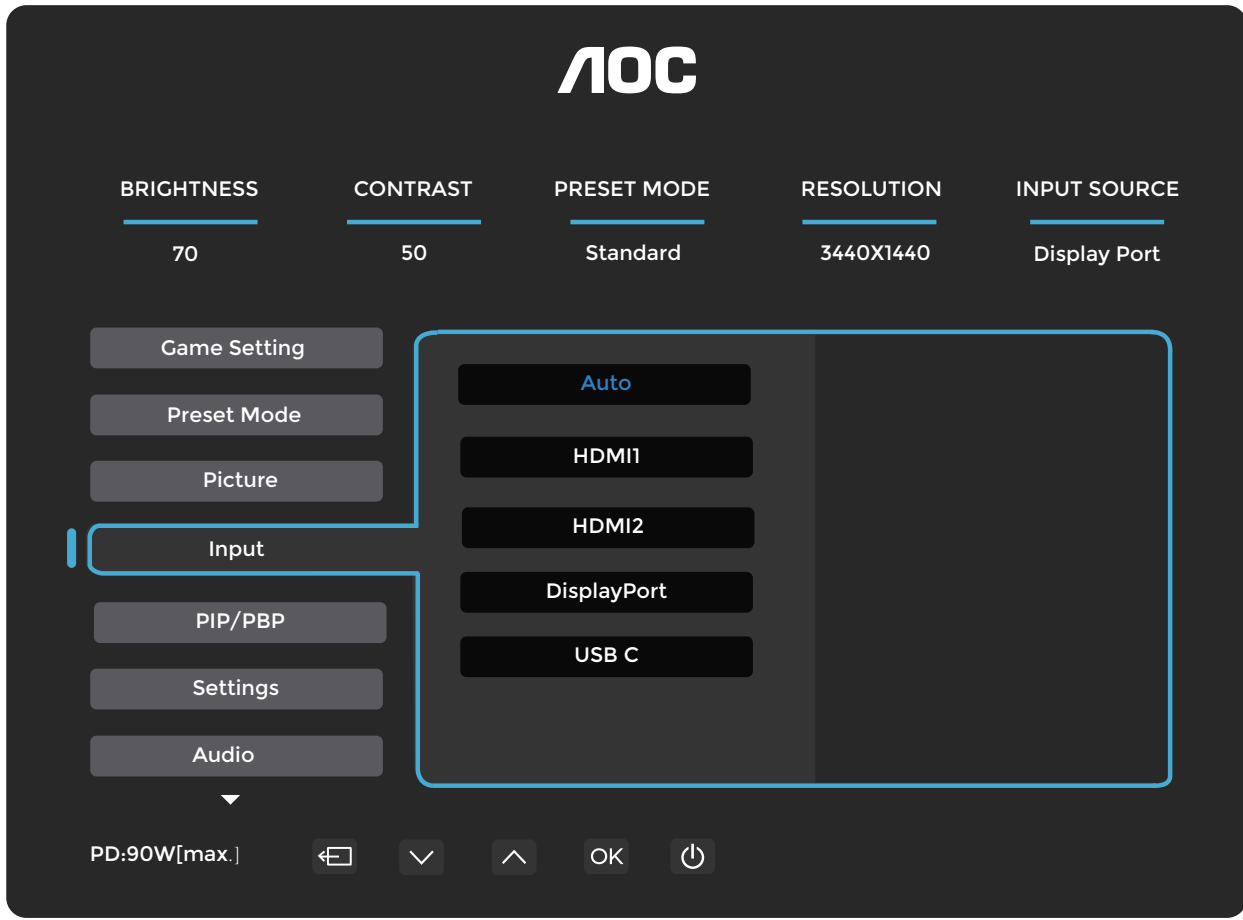 AOC
BRIGHTNESS CONTRAST PRESET MODE RESOLUTION INPUT SOURCE
70 50 Standard 3440X1440 Display Port
Game Setting
Preset Mode
Picture
Input
PIP/PBP
Settings
Audio
Auto
HDMI1
HDMI2
DisplayPort
USB C
PD:90W[max.] OK